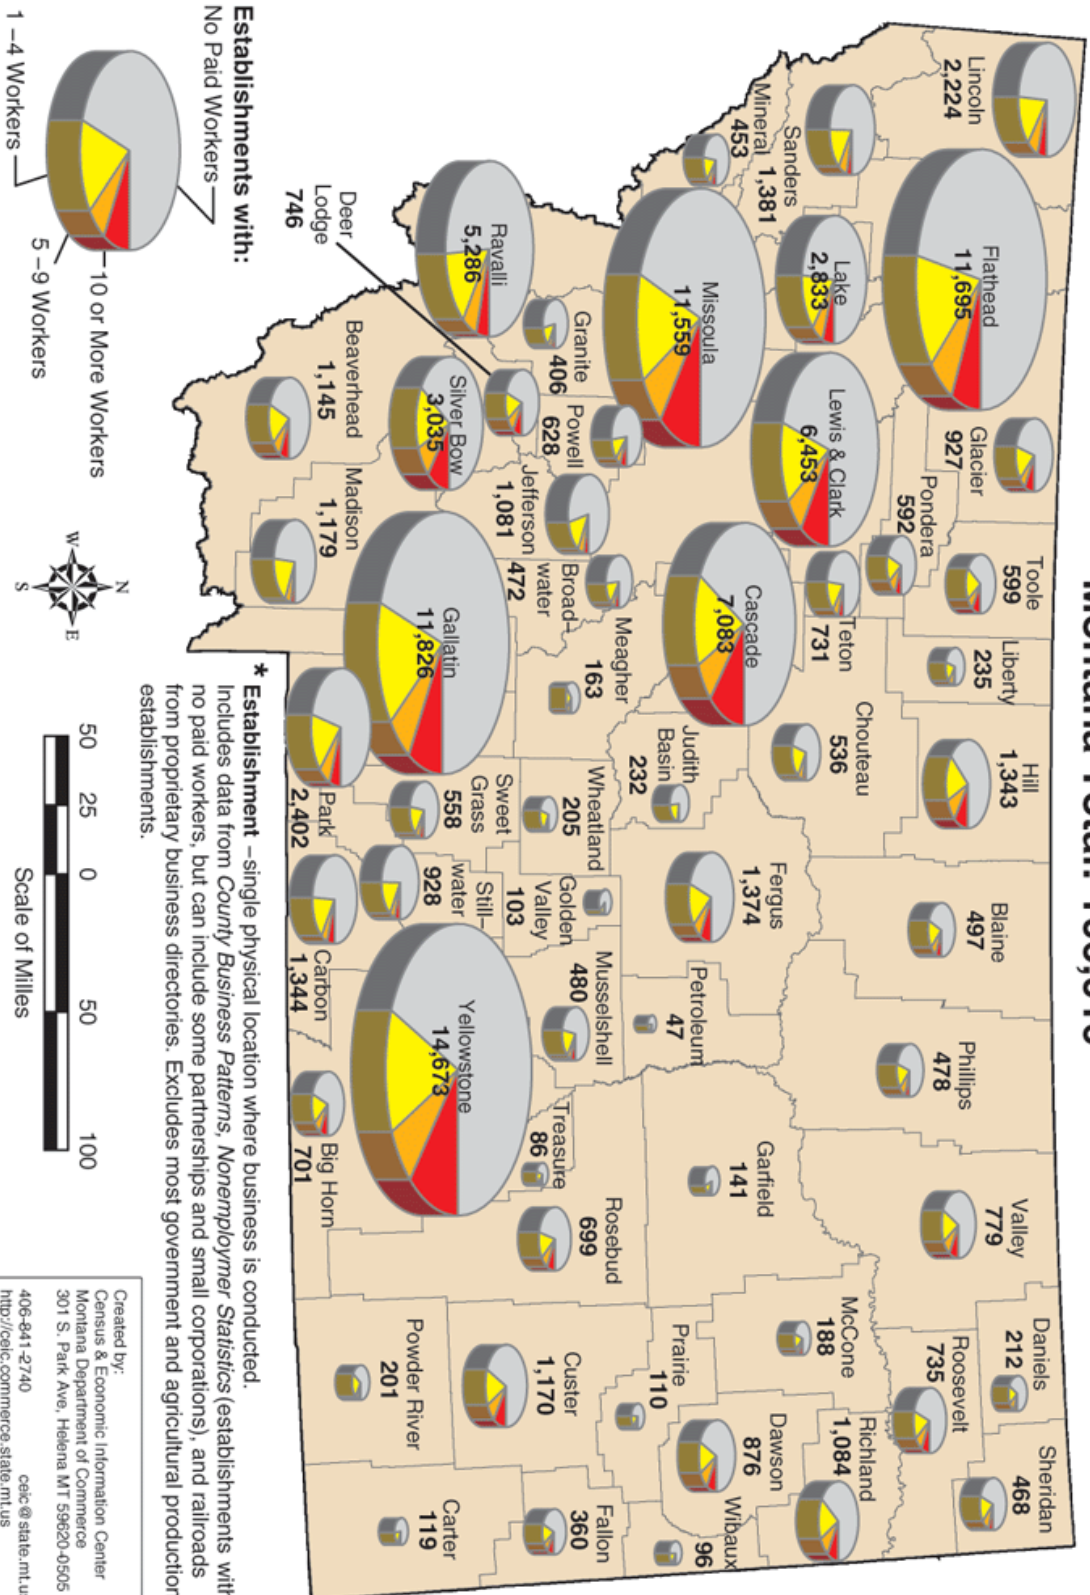 Lincoln
2,224
Flathead
11,695
Glacier
927
Toole
599
Liberty
235
Hill
1,343
Blaine
497
Phillips
478
Valley
779
Daniels
212
Sheridan
468
Roosevelt
735
Sanders
1,381
Lake
2,833
Pondera
592
Teton
731
Chouteau
536
Mineral
453
Missoula
11,559
Lewis & Clark
6,453
Cascade
7,083
Judith
Basin
232
Fergus
1,374
Petroleum
47
Garfield
141
McCone
188
Richland
1,084
Dawson
876
Prairie
110
Wibaux
96
Ravalli
5,286
Granite
406
Powell
628
Deer
Lodge
746
Silver Bow
3,035
Jefferson
1,081
Broad-
water
472
Meagher
163
Wheatland
205
Golden
Valley
103
Musselshell
480
Treasure
86
Rosebud
699
Custer
1,170
Fallon
360
Beaverhead
1,145
Madison
1,179
Gallatin
11,826
Park
2,402
Sweet
Grass
558
Still-
water
928
Carbon
1,344
Yellowstone
14,673
Big Horn
701
Powder River
201
Carter
119
Establishments with:
No Paid Workers
10 or More Workers
5 –9 Workers
1 –4 Workers
N
W
E
S
* Establishment –single physical location where business is conducted.
Includes data from County Business Patterns, Nonemployer Statistics (establishments with
no paid workers, but can include some partnerships and small corporations), and railroads
from proprietary business directories. Excludes most government and agricultural production
establishments.
50 25 0 50 100
Scale of Miles
Created by:
Census & Economic Information Center
Montana Department of Commerce
301 S. Park Ave, Helena MT 59620-0505
406-841-2740 ceic@state.mt.u
http://ceic.commerce.state.mt.us